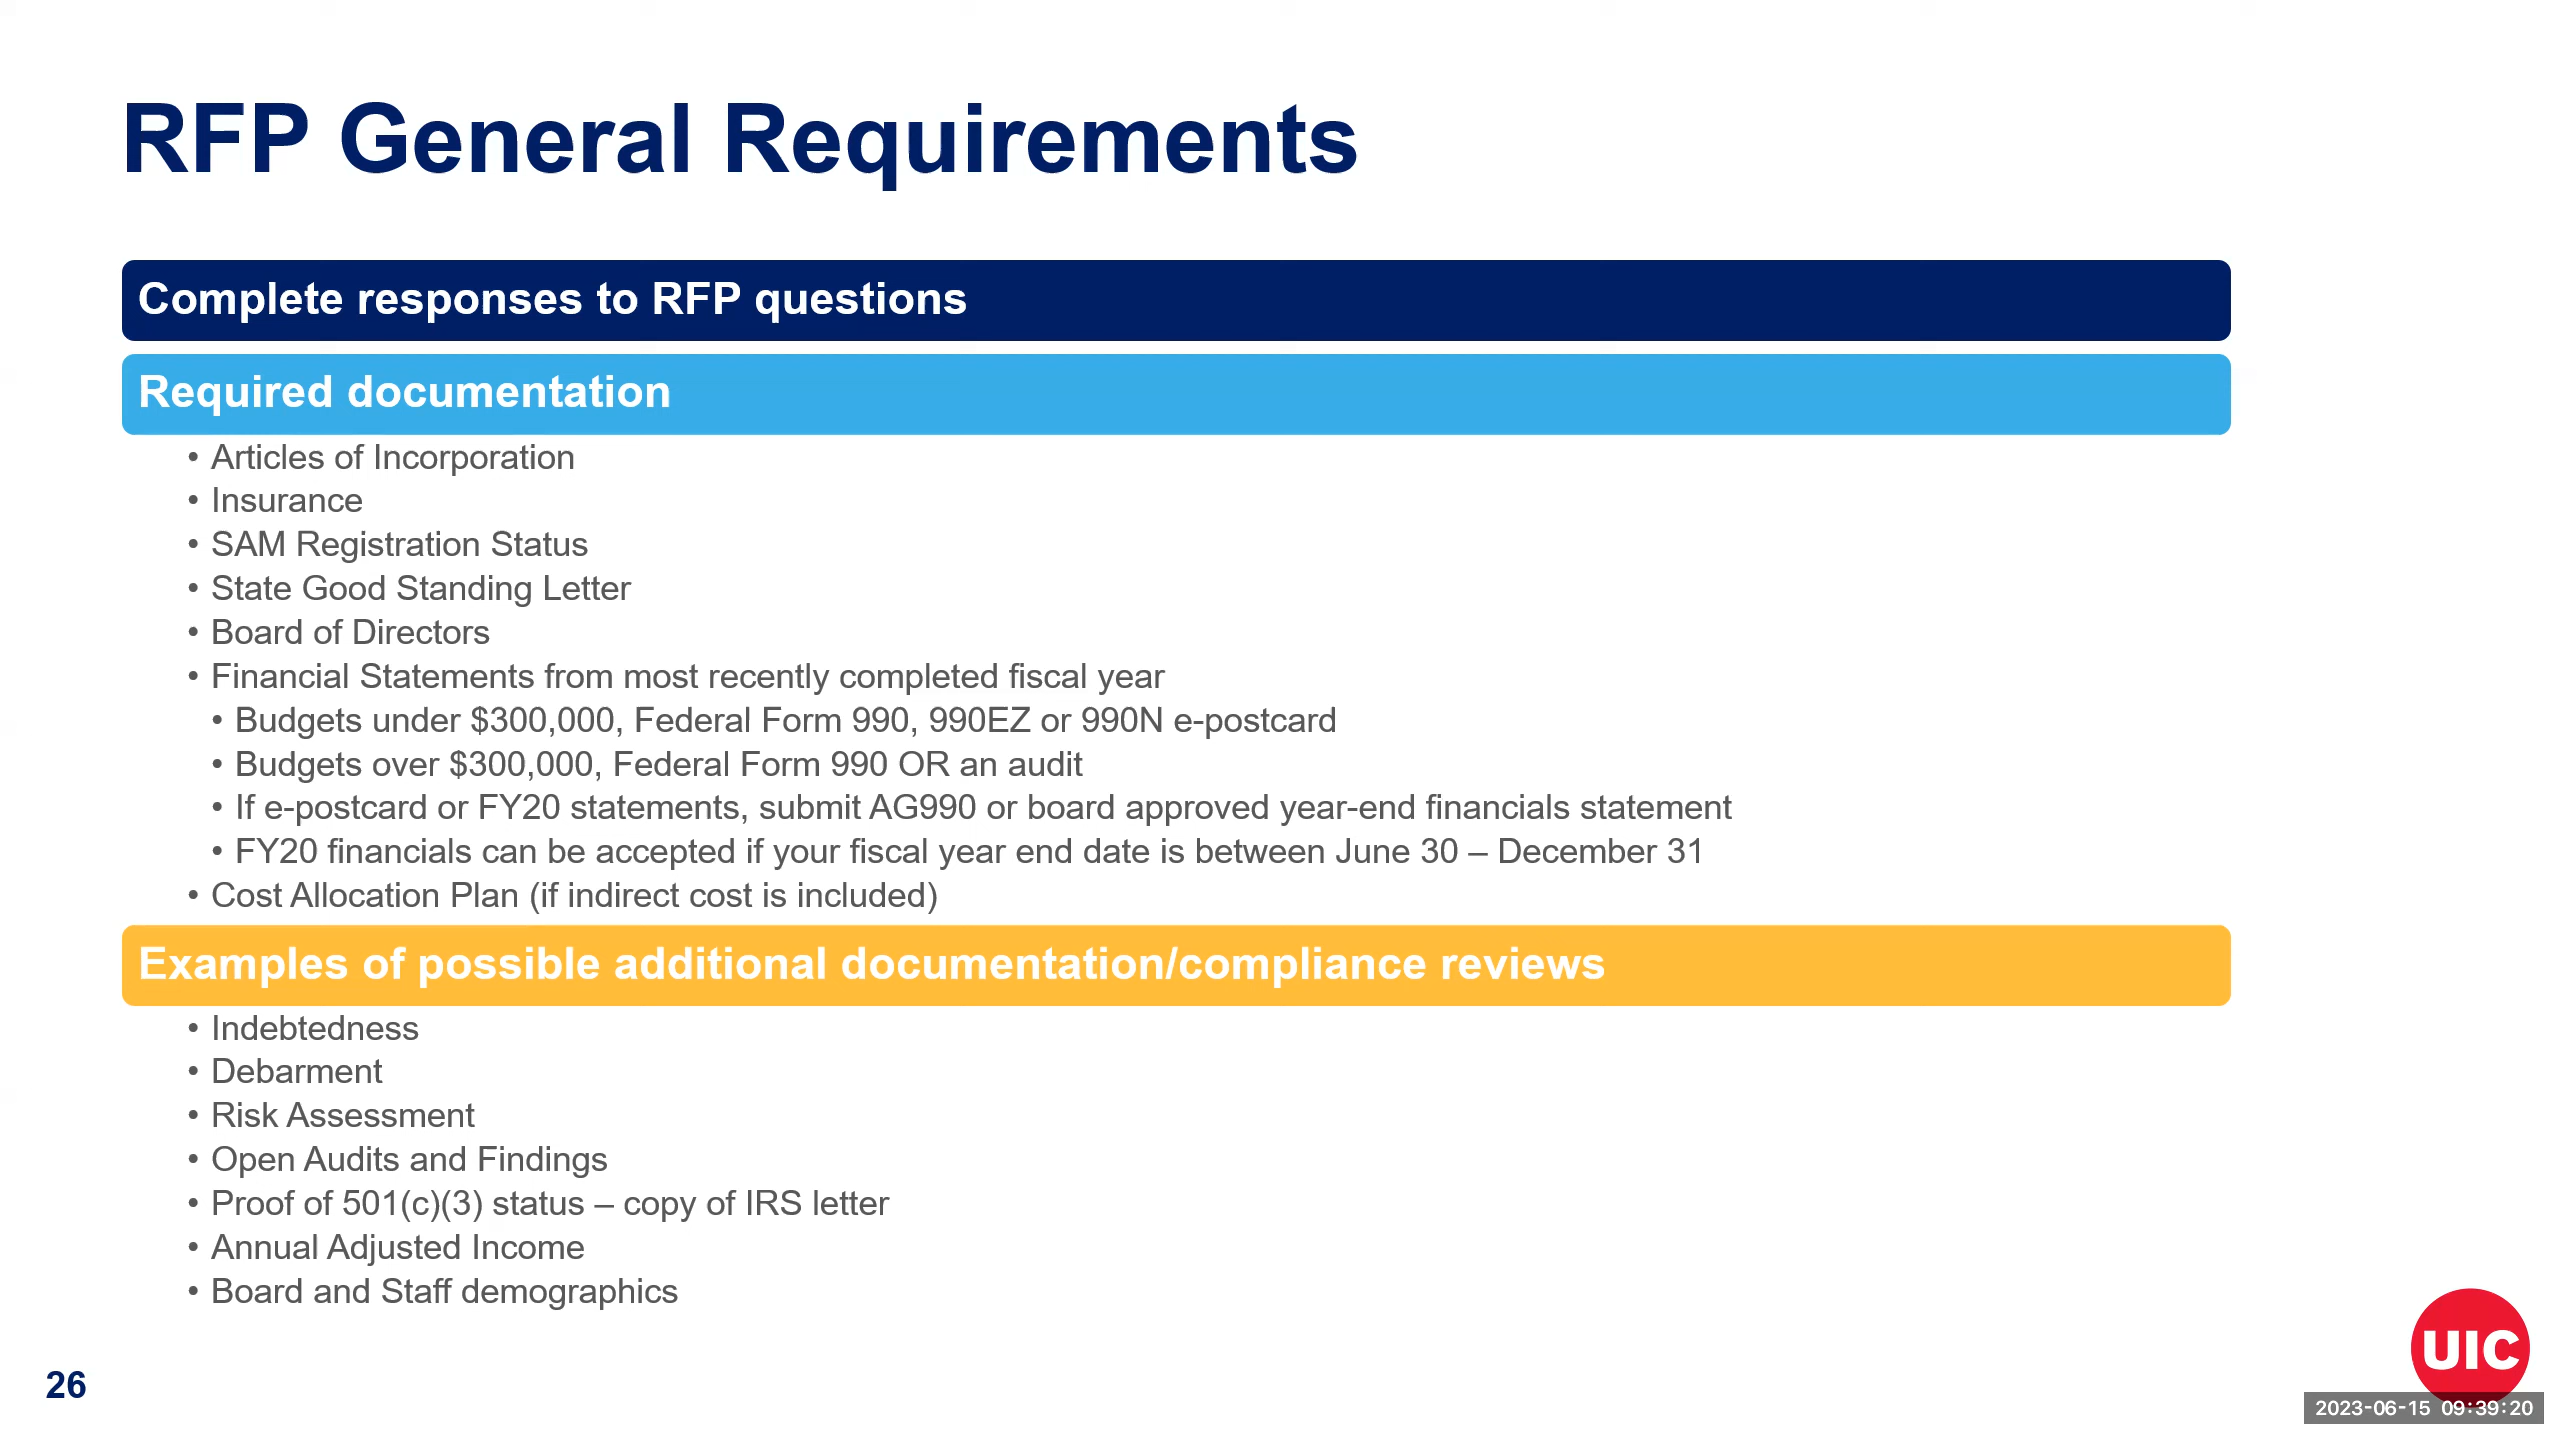 RFP General Requirements
Complete responses to RFP questions
Required documentation
• Articles of Incorporation
• Insurance
• SAM Registration Status
• State Good Standing Letter
• Board of Directors
• Financial Statements from most recently completed fiscal year
• Budgets under $300,000, Federal Form 990, 990EZ or 990N e-postcard
• Budgets over $300,000, Federal Form 990 OR an audit
• If e-postcard or FY20 statements, submit AG990 or board approved year-end financials statement
• FY20 financials can be accepted if your fiscal year end date is between June 30 – December 31
• Cost Allocation Plan (if indirect cost is included)
Examples of possible additional documentation/compliance reviews
• Indebtedness
• Debarment
• Risk Assessment
• Open Audits and Findings
• Proof of 501(c)(3) status – copy of IRS letter
• Annual Adjusted Income
• Board and Staff demographics
26
UIC
2023-06-15 09:39:20